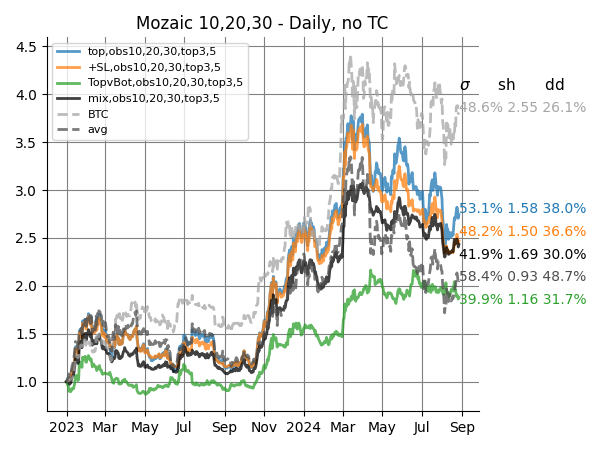 Mozaic 10,20,30 - Daily, no TC
4.5
4.0
3.5
3.0
2.5
2.0
1.5
1.0
top,obs10,20,30,top3,5
+SL,obs10,20,30,top3,5
TopvBot,obs10,20,30,top3,5
mix,obs10,20,30,top3,5
BTC
avg
σ sh dd
48.6% 2.55 26.1%
53.1% 1.58 38.0%
48.2% 1.50 36.6%
41.9% 1.69 30.0%
58.4% 0.93 48.7%
39.9% 1.16 31.7%
2023 Mar May Jul Sep Nov 2024 Mar May Jul Sep